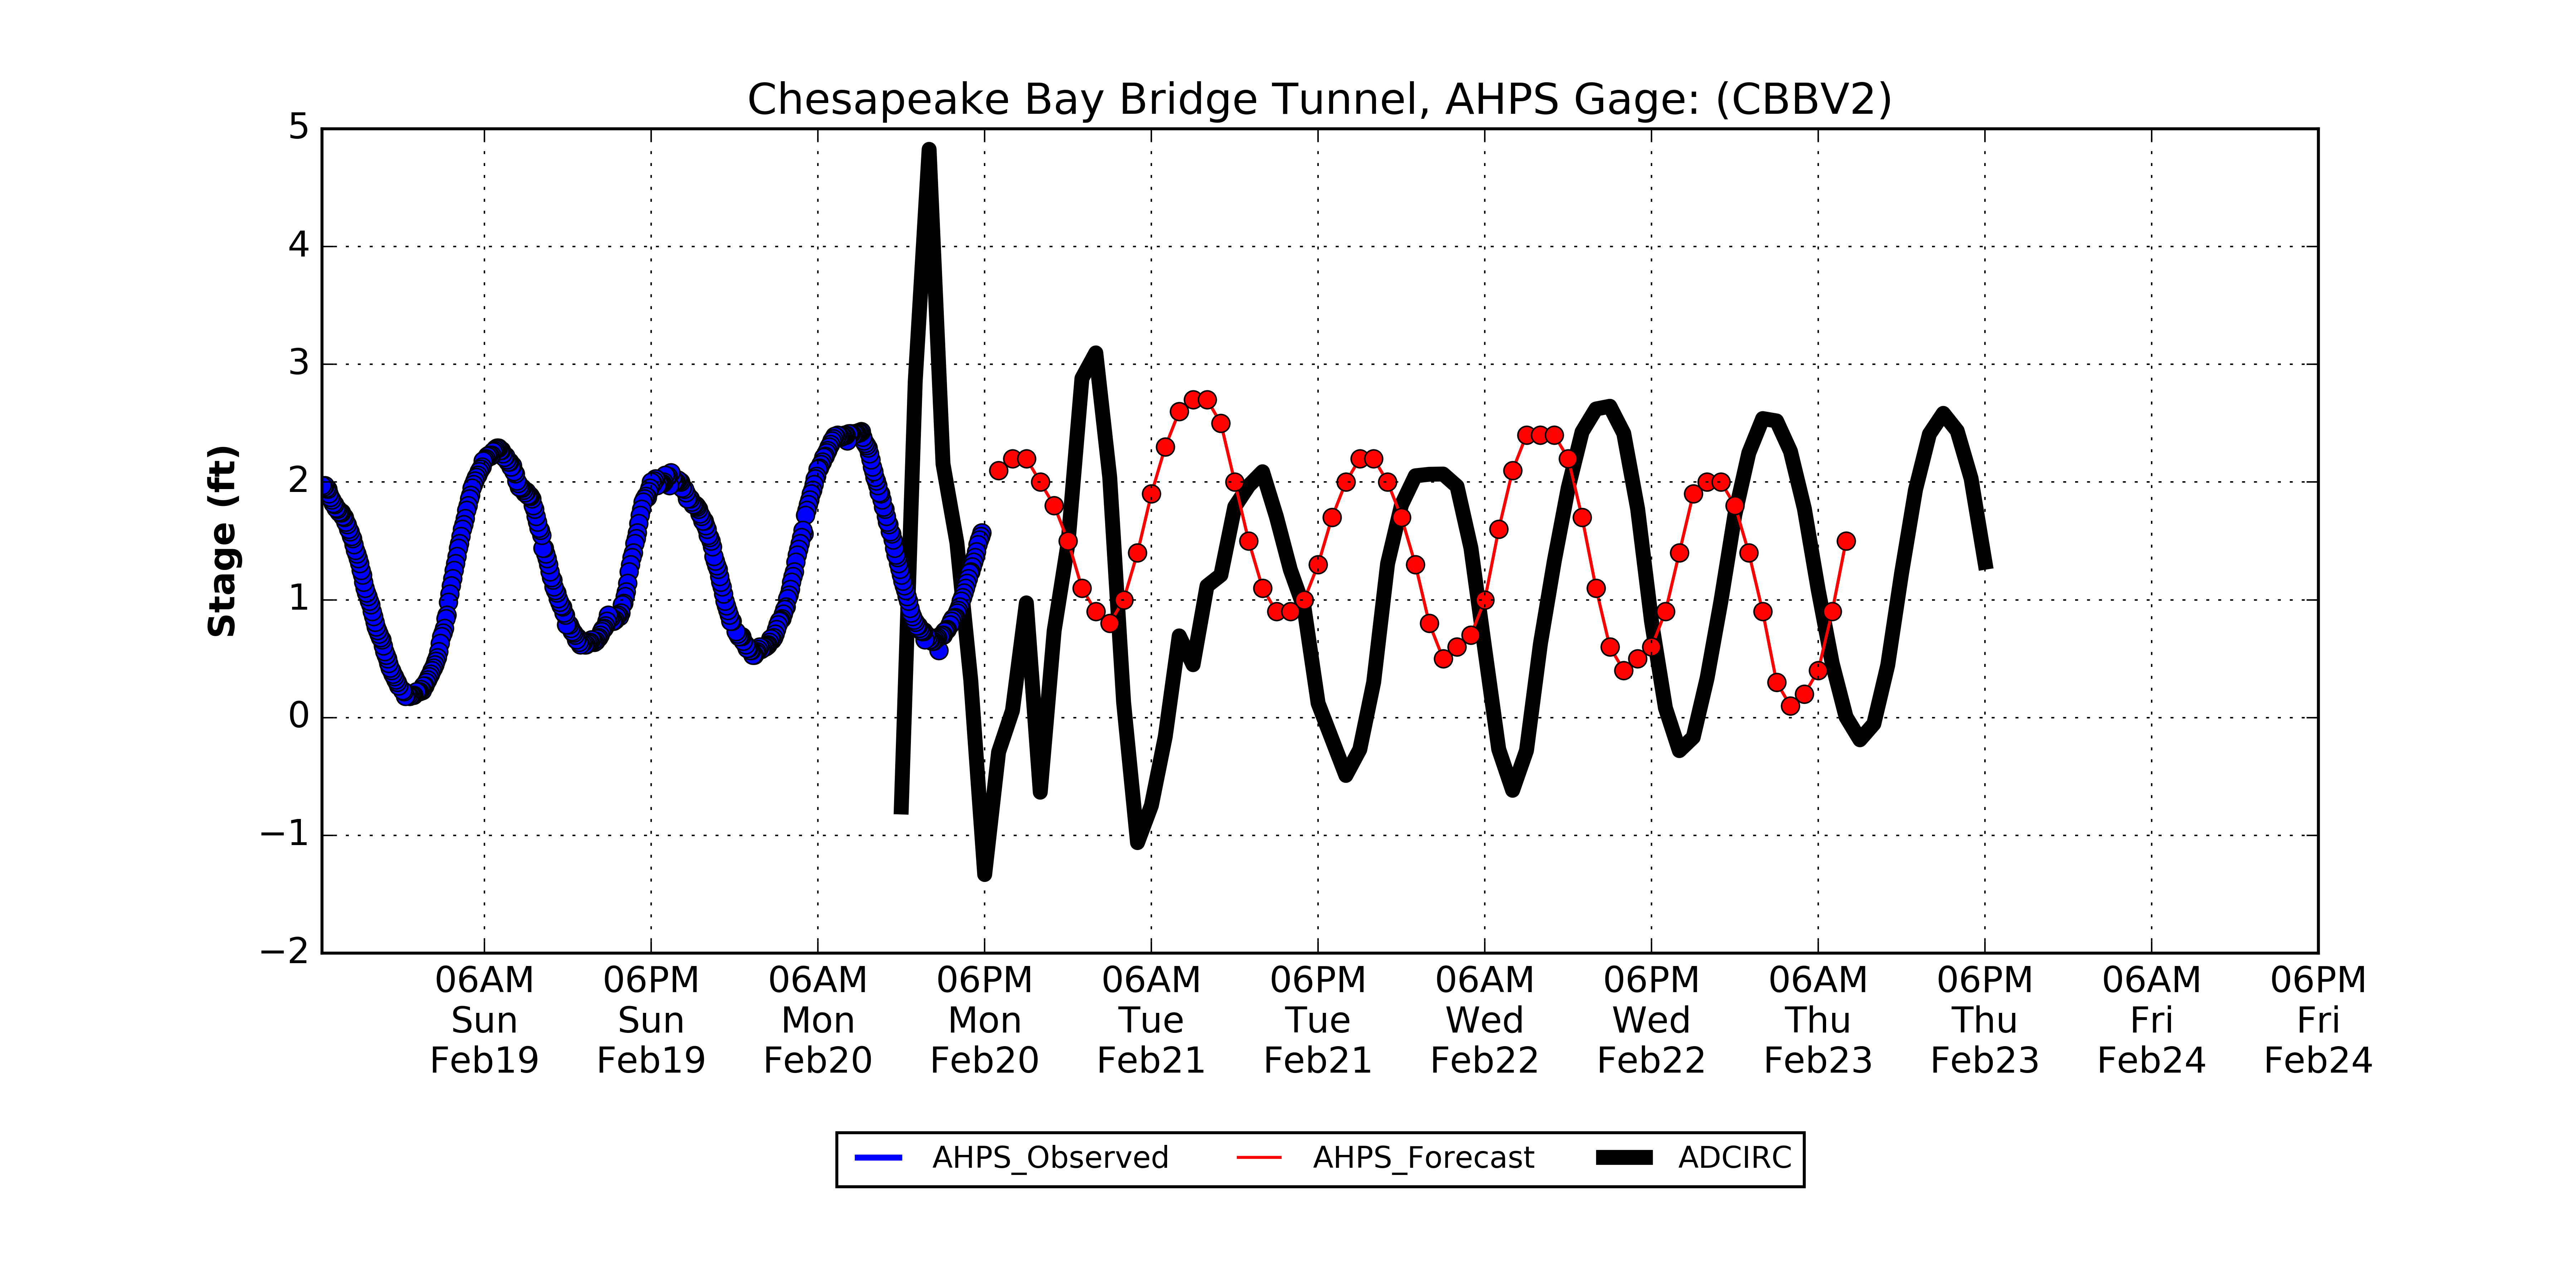 Chesapeake Bay Bridge Tunnel, AHPS Gage: (CBBV2)
5
4
3
2
1
0
−1
−2
Stage (ft)
06AM 06PM 06AM 06PM 06AM 06PM 06AM 06PM 06AM 06PM 06AM 06PM
Sun Sun Mon Mon Tue Tue Wed Wed Thu Thu Fri Fri
Feb19 Feb19 Feb20 Feb20 Feb21 Feb21 Feb22 Feb22 Feb23 Feb23 Feb24 Feb24
AHPS_Observed AHPS_Forecast ADCIRC